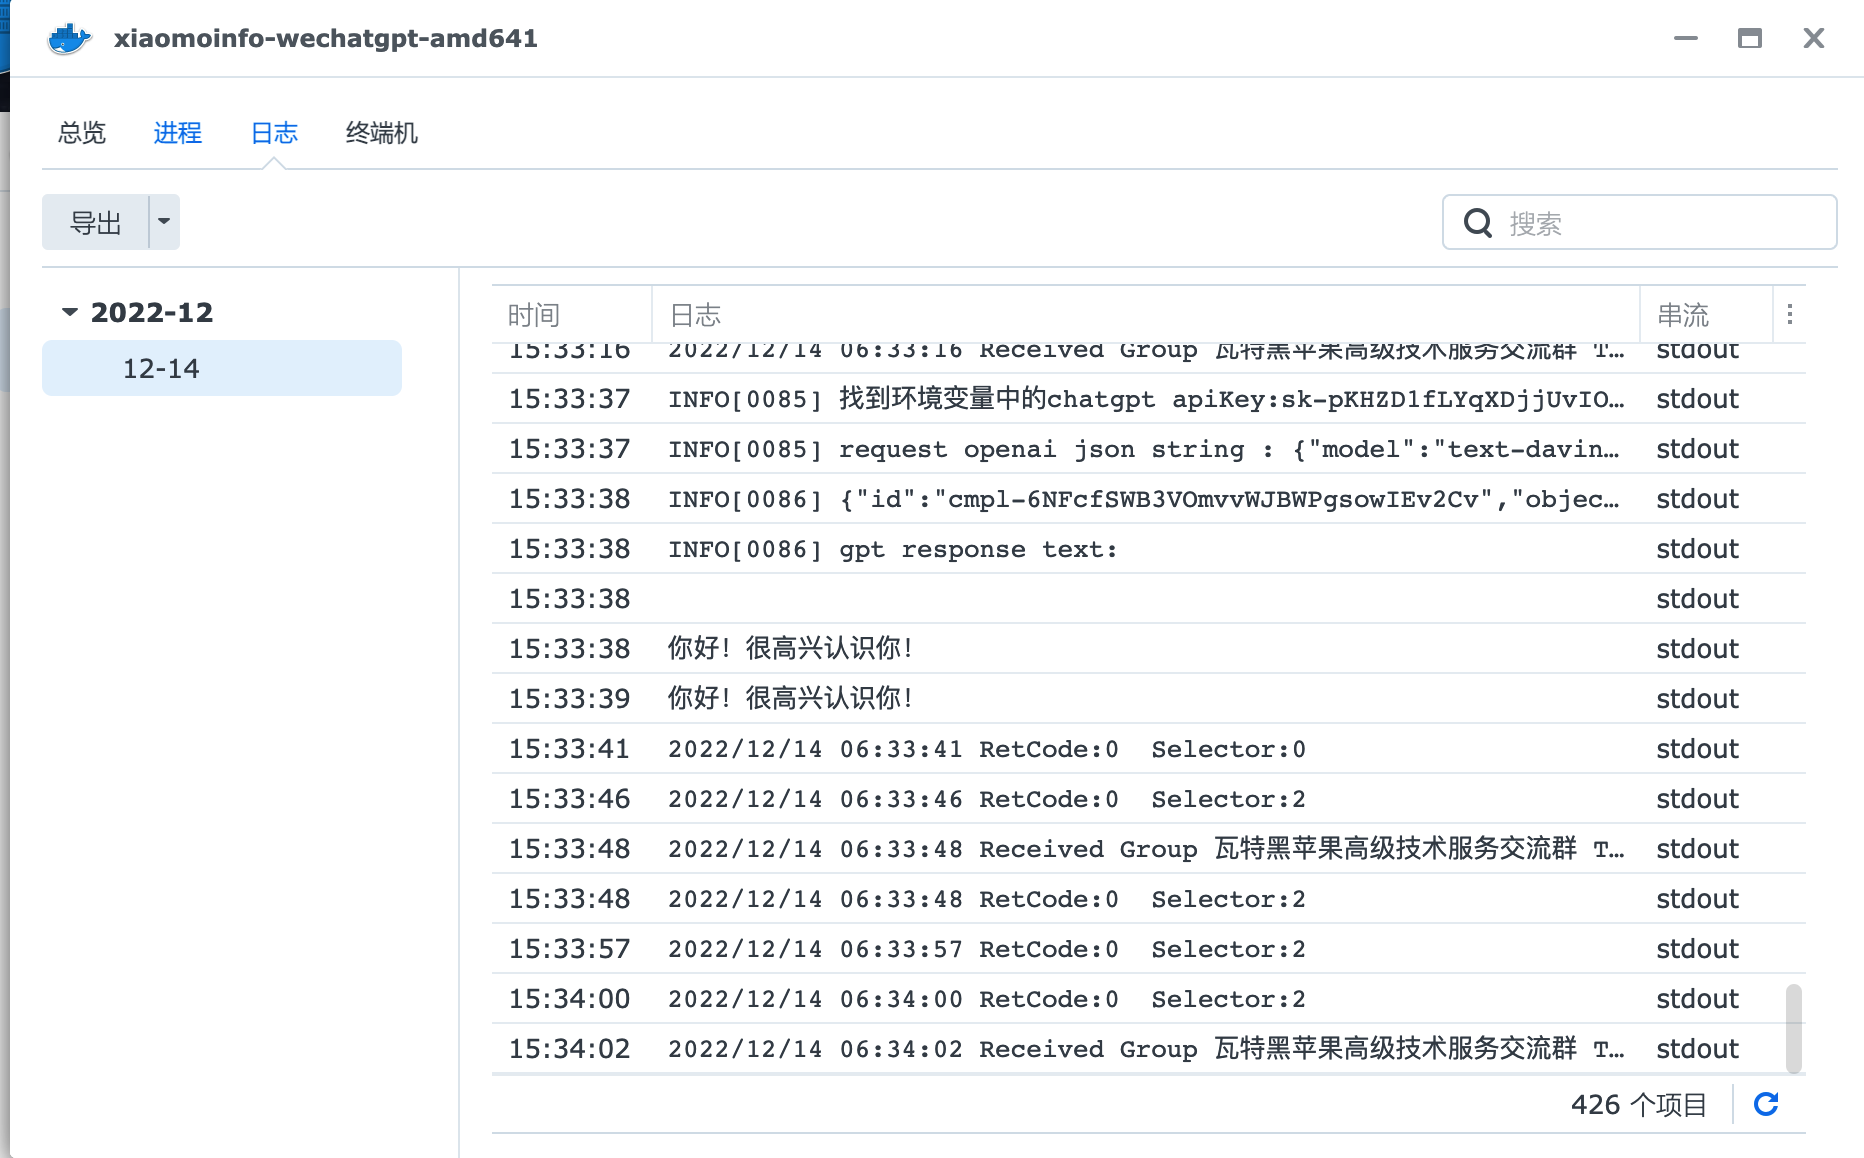 xiaomoinfo-wechatgpt-amd641
总览 进程 日志 终端机
导出 搜索
2022-12
12-14
时间 日志 串流
15:33:16 2022/12/14 06:33:16 Received Group 瓦特黑苹果高级技术服务交流群 T… stdout
15:33:37 INFO[0085] 找到环境变量中的chatgpt apiKey:sk-pKHZD1fLYqXDjjUvIO… stdout
15:33:37 INFO[0085] request openai json string : {"model":"text-davin… stdout
15:33:38 INFO[0086] {"id":"cmpl-6NFcfSWB3VOmvvWJBWPgsowIEv2Cv","objec… stdout
15:33:38 INFO[0086] gpt response text: stdout
15:33:38 stdout
15:33:38 你好！很高兴认识你！ stdout
15:33:39 你好！很高兴认识你！ stdout
15:33:41 2022/12/14 06:33:41 RetCode:0 Selector:0 stdout
15:33:46 2022/12/14 06:33:46 RetCode:0 Selector:2 stdout
15:33:48 2022/12/14 06:33:48 Received Group 瓦特黑苹果高级技术服务交流群 T… stdout
15:33:48 2022/12/14 06:33:48 RetCode:0 Selector:2 stdout
15:33:57 2022/12/14 06:33:57 RetCode:0 Selector:2 stdout
15:34:00 2022/12/14 06:34:00 RetCode:0 Selector:2 stdout
15:34:02 2022/12/14 06:34:02 Received Group 瓦特黑苹果高级技术服务交流群 T… stdout
426 个项目